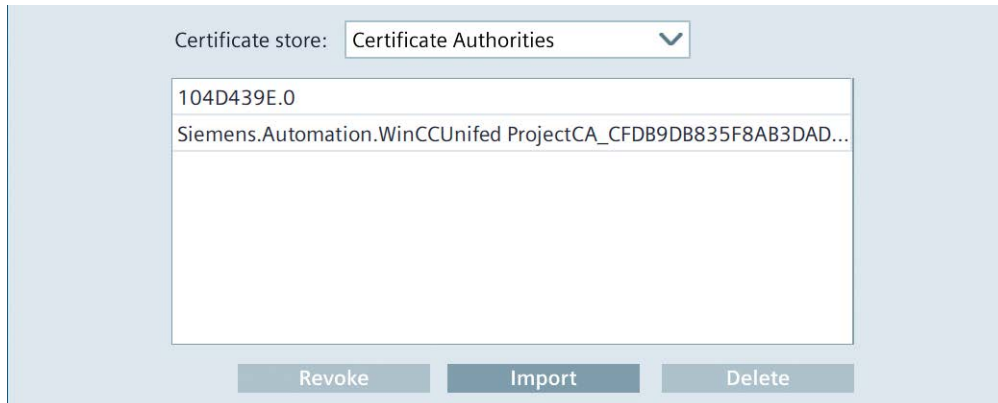 Certificate store: Certificate Authorities
104D439E.0
Siemens.Automation.WinCCUnifed ProjectCA_CFDB9DB835F8AB3DAD...
Revoke Import Delete